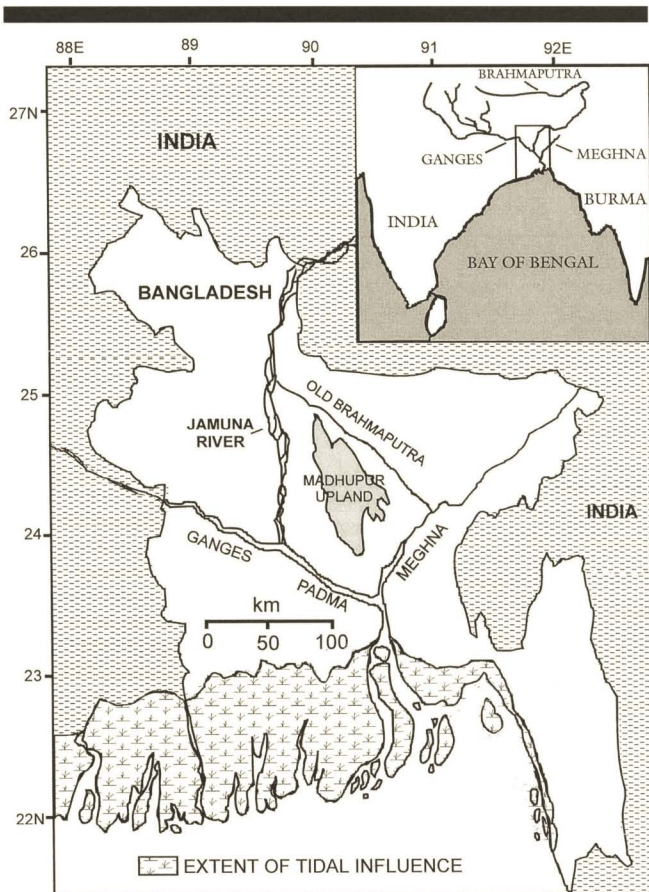 88E 89 90 91 92E
27N
26
25
24
23
22N
INDIA
BRAHMAPUTRA
GANGES
MEGHNA
BURMA
INDIA
BAY OF BENGAL
BANGLADESH
JAMUNA
RIVER
OLD BRAHMAPUTRA
MADHUPUR
UPLAND
INDIA
GANGES
PADMA
MEGHNA
km
0 50 100
EXTENT OF TIDAL INFLUENCE